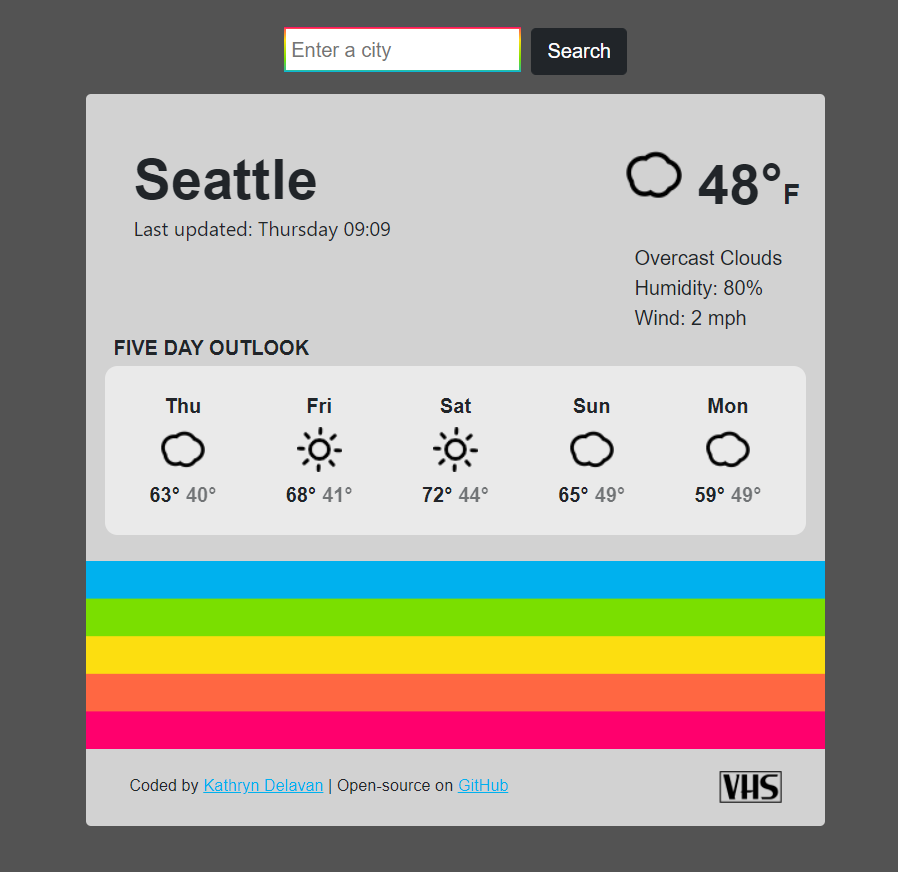 Enter a city
Search
Seattle
Last updated: Thursday 09:09
48°F
Overcast Clouds
Humidity: 80%
Wind: 2 mph
FIVE DAY OUTLOOK
Thu Fri Sat Sun Mon
63° 40° 68° 41° 72° 44° 65° 49° 59° 49°
Coded by Kathryn Delavan | Open-source on GitHub
VHS